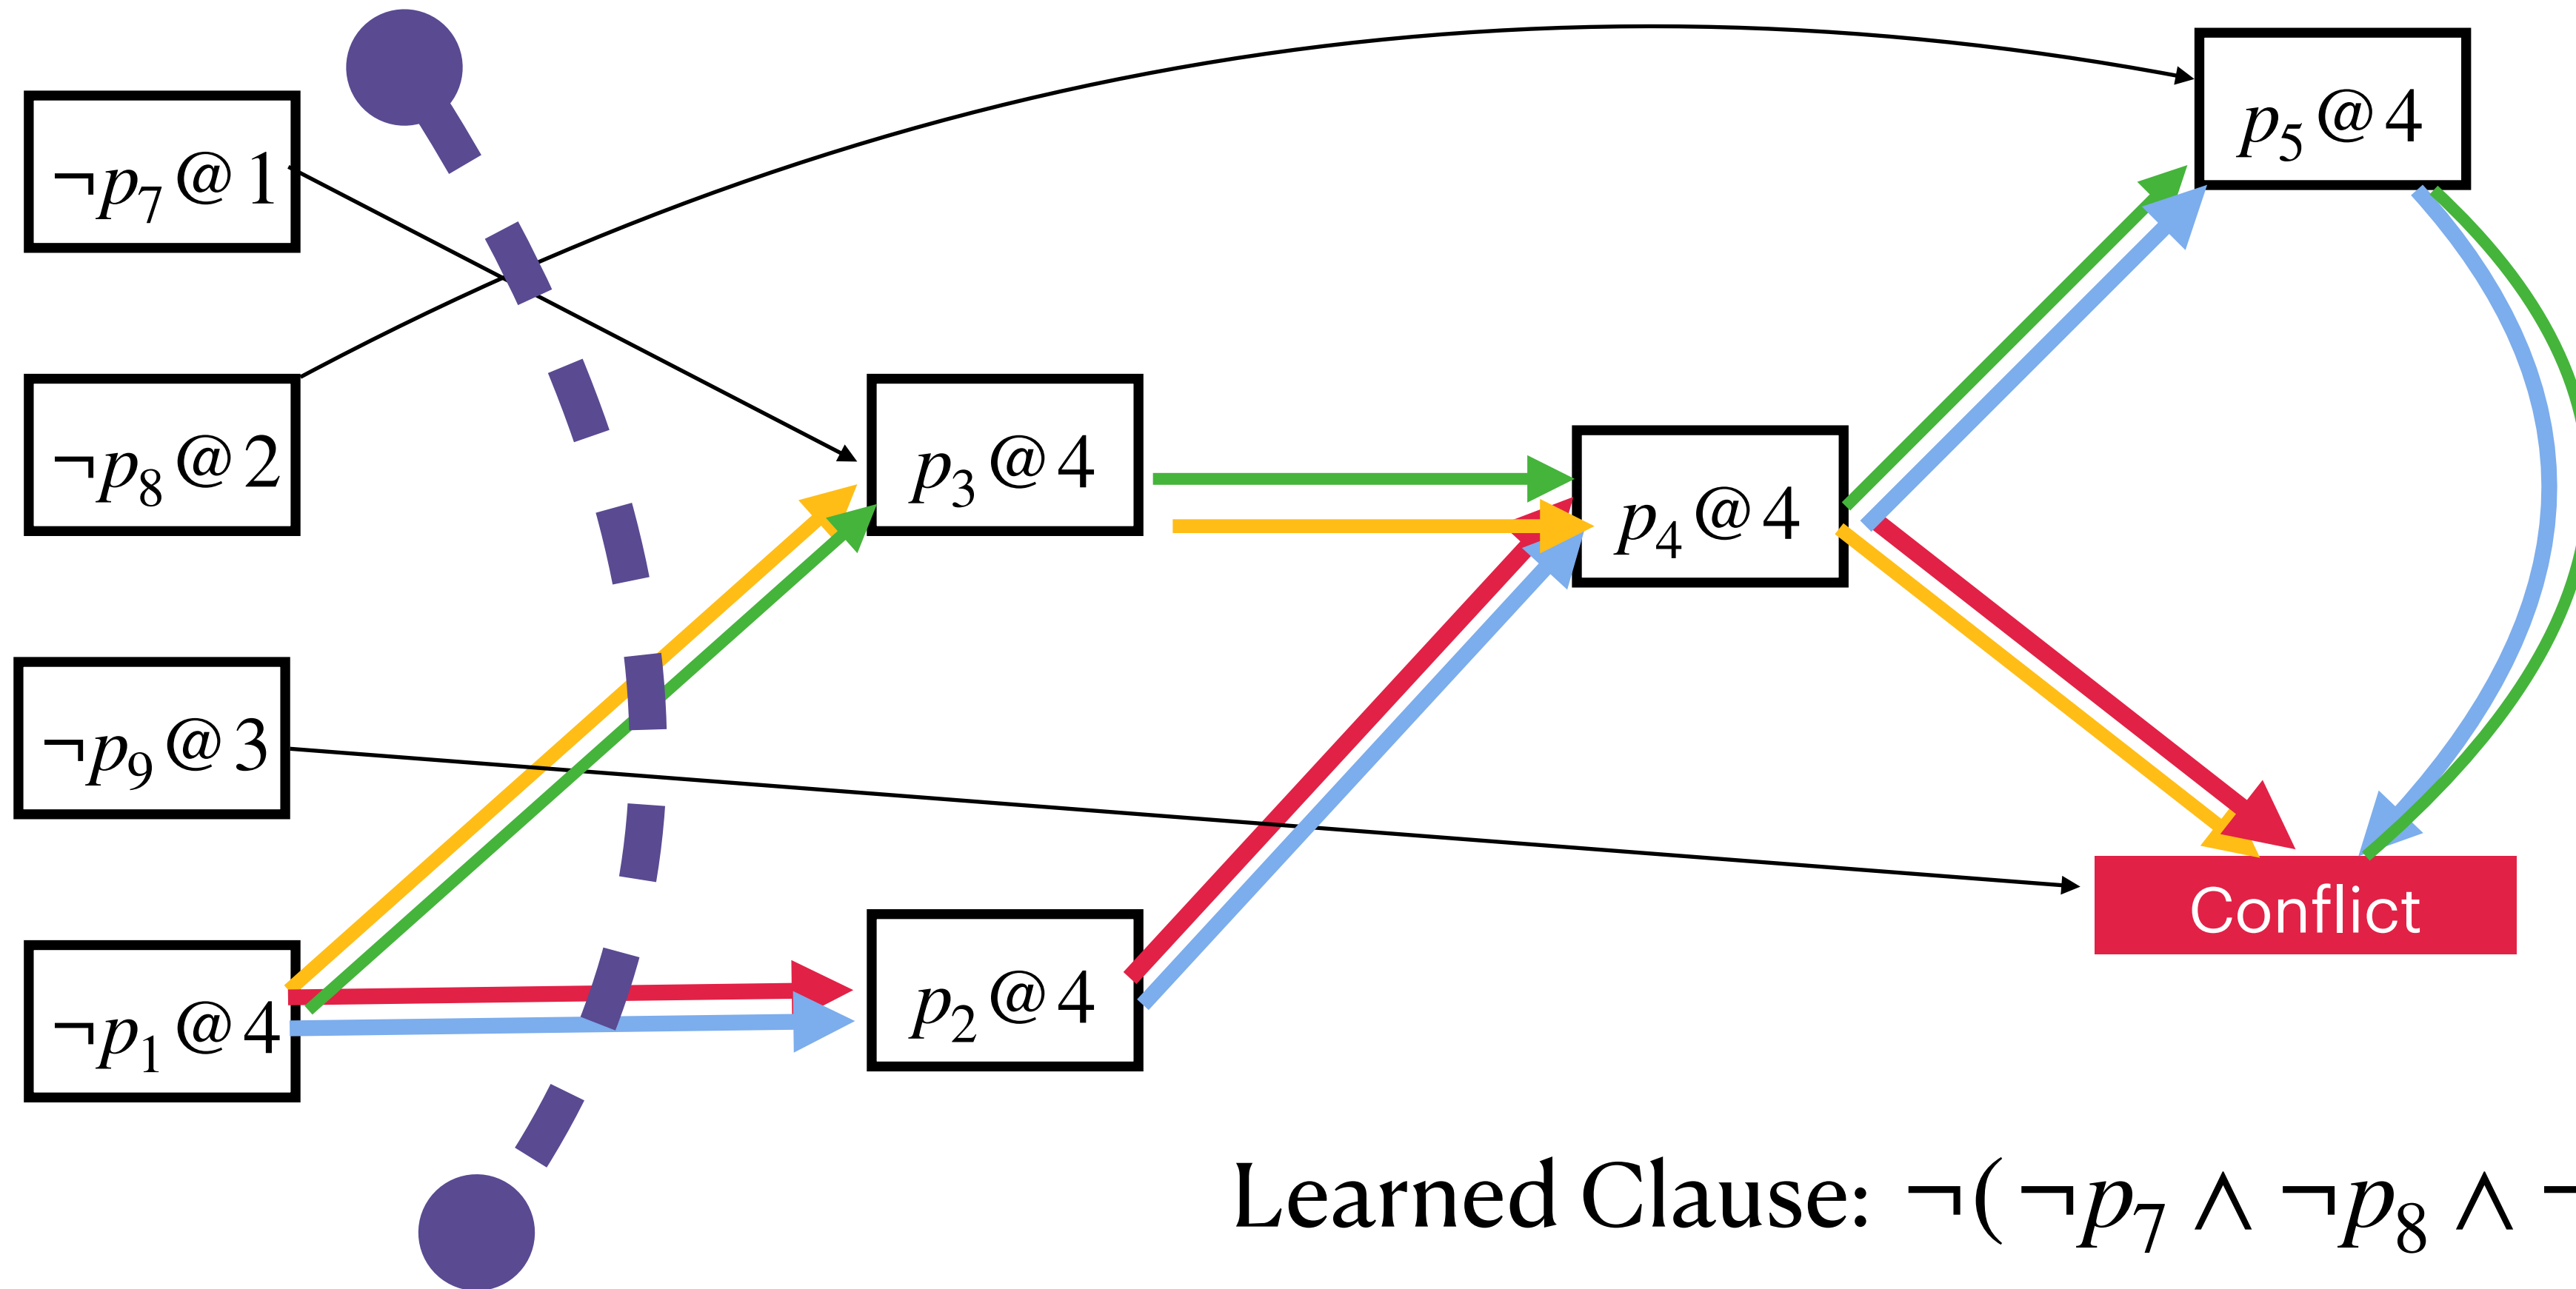 ¬p₇@1
p₅@4
¬p₈@2
p₃@4
p₄@4
¬p₉@3
Conflict
¬p₁@4
p₂@4
Learned Clause: ¬(¬p₇ ∧ ¬p₈ ∧ ¬